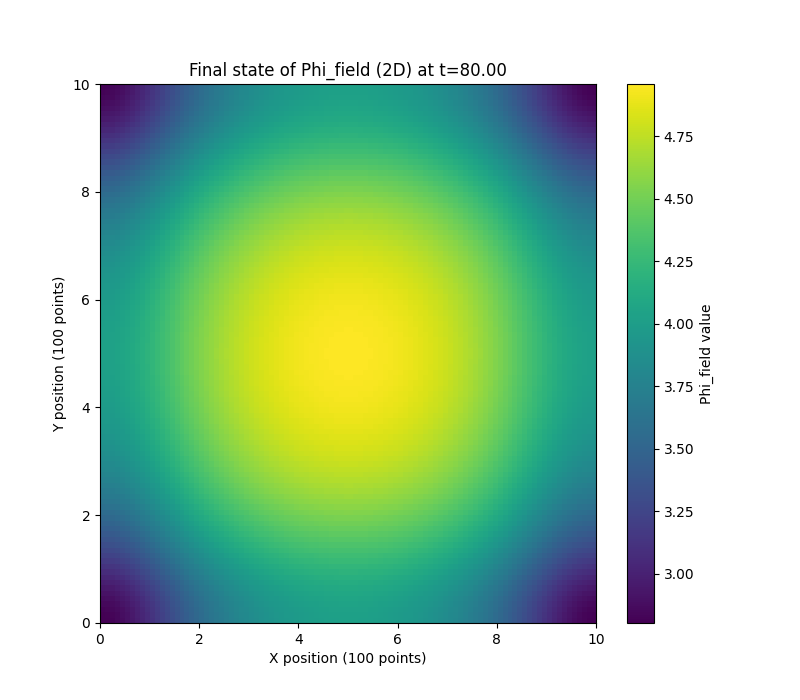 Final state of Phi_field (2D) at t=80.00
10
8
6
4
2
0
Y position (100 points)
0 2 4 6 8 10
X position (100 points)
4.75
4.50
4.25
4.00
3.75
3.50
3.25
3.00
Phi_field value